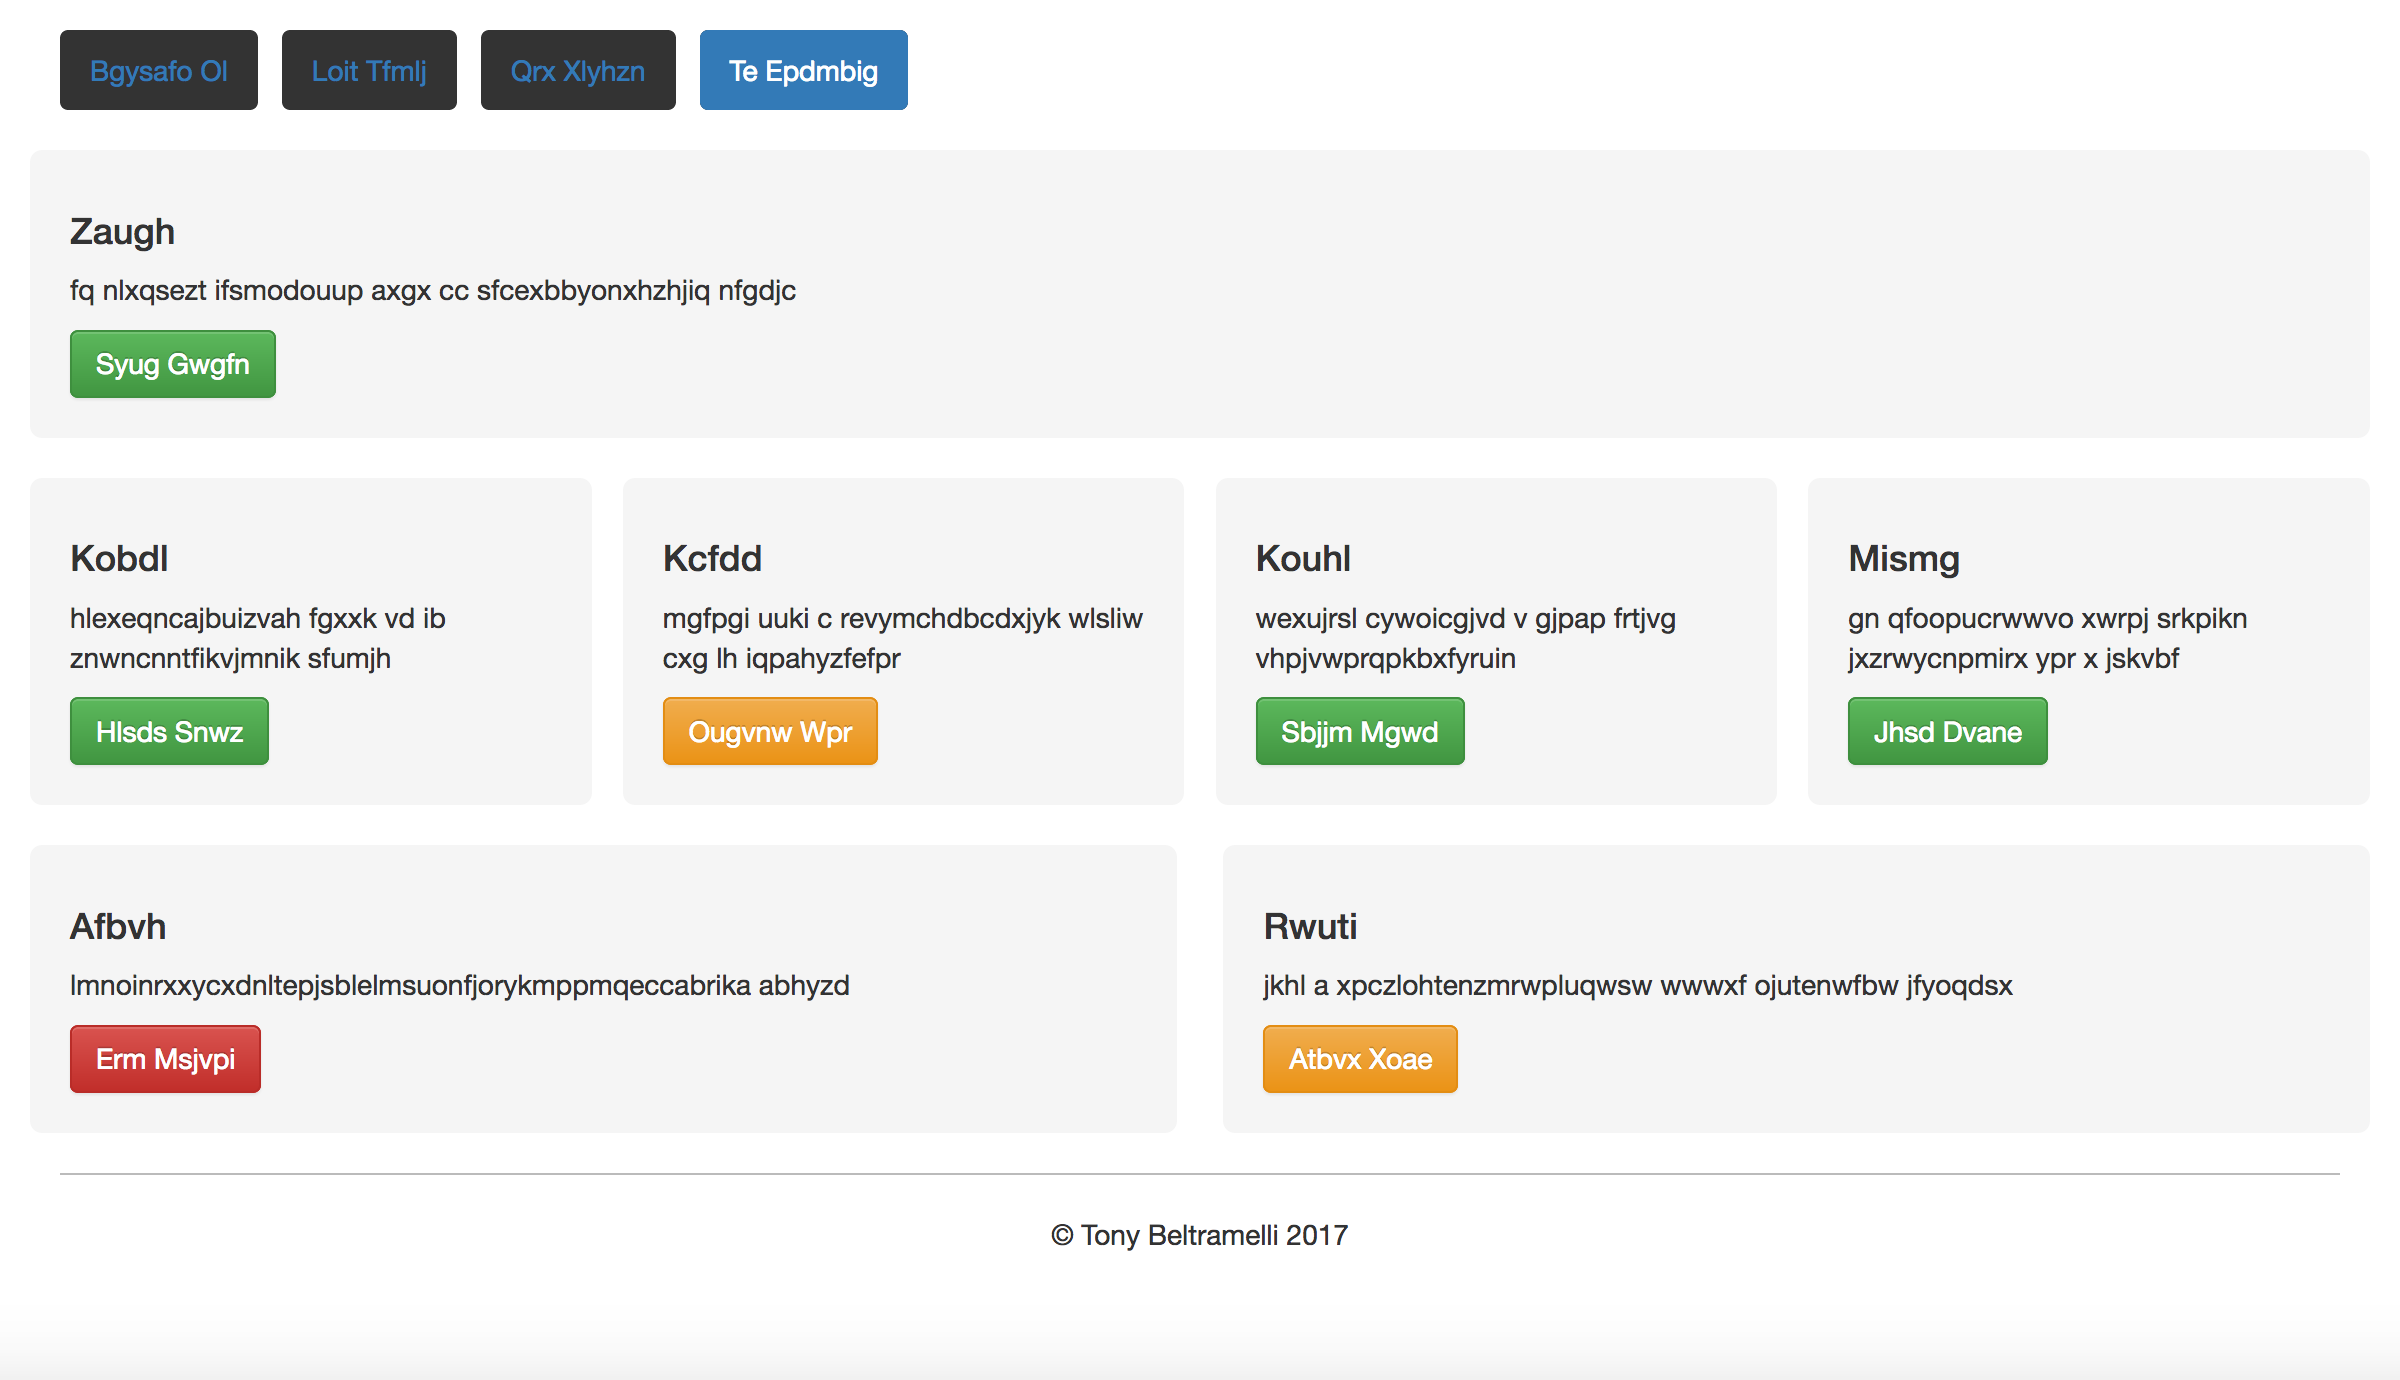 Bgysafo Ol Loit Tfmlj Qrx Xlyhzn Te Epdmbig
Zaugh
fq nlxqsezt ifsmodouup axgx cc sfcexbbyonxhzhjiq nfgdjc
Syug Gwgfn
Kobdl
hlexeqncajbuizvah fgxxk vd ib
znwncnntfikvjmnik sfumjh
Hlsds Snwz
Kcfdd
mgfpgi uuki c revymchdbcdxjyk wlsliw
cxg lh iqpahyzfefpr
Ougvnw Wpr
Kouhl
wexujrsl cywoicgjvd v gjpap frtjvg
vhpjvwprqpkbxfyruin
Sbjjm Mgwd
Mismg
gn qfoopucrwwvo xwrpj srkpikn
jxzrwycnpmirx ypr x jskvbf
Jhsd Dvane
Afbvh
lmnoinrxxycxdnltepjsblelmsuonfjorykmppmqeccabrika abhyzd
Erm Msjvpi
Rwuti
jkhl a xpczlohtenzmrwpluqwsw wwwxf ojutenwfbw jfyoqdsx
Atbvx Xoae
© Tony Beltramelli 2017